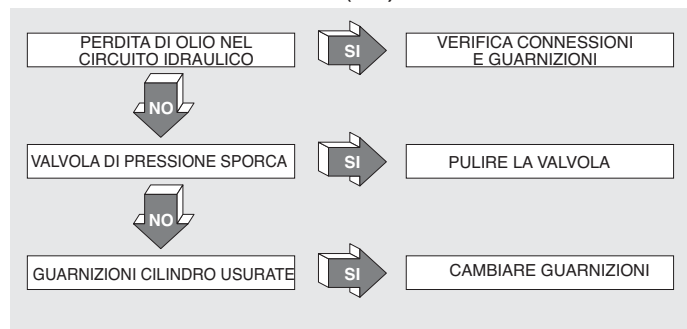 PERDITA DI OLIO NEL
CIRCUITO IDRAULICO
SI
VERIFICA CONNESSIONI
E GUARNIZIONI
NO
VALVOLA DI PRESSIONE SPORCA
SI
PULIRE LA VALVOLA
NO
GUARNIZIONI CILINDRO USURATE
SI
CAMBIARE GUARNIZIONI